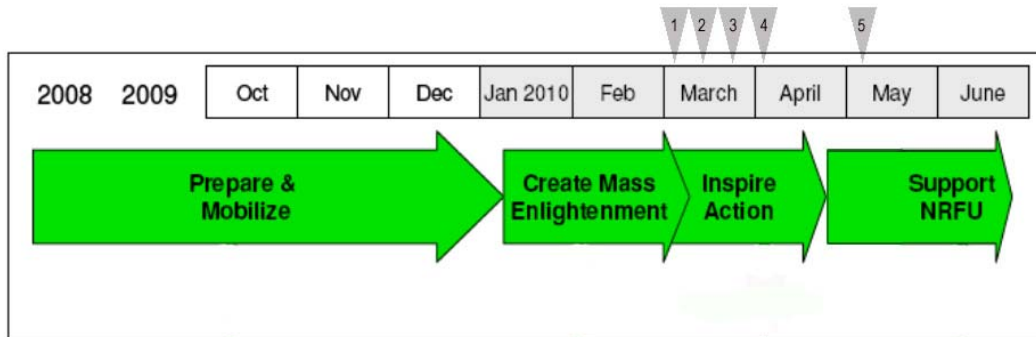 1 2 3 4 5
2008 2009 Oct Nov Dec Jan 2010 Feb March April May June
Prepare &
Mobilize
Create Mass
Enlightenment
Inspire
Action
Support
NRFU